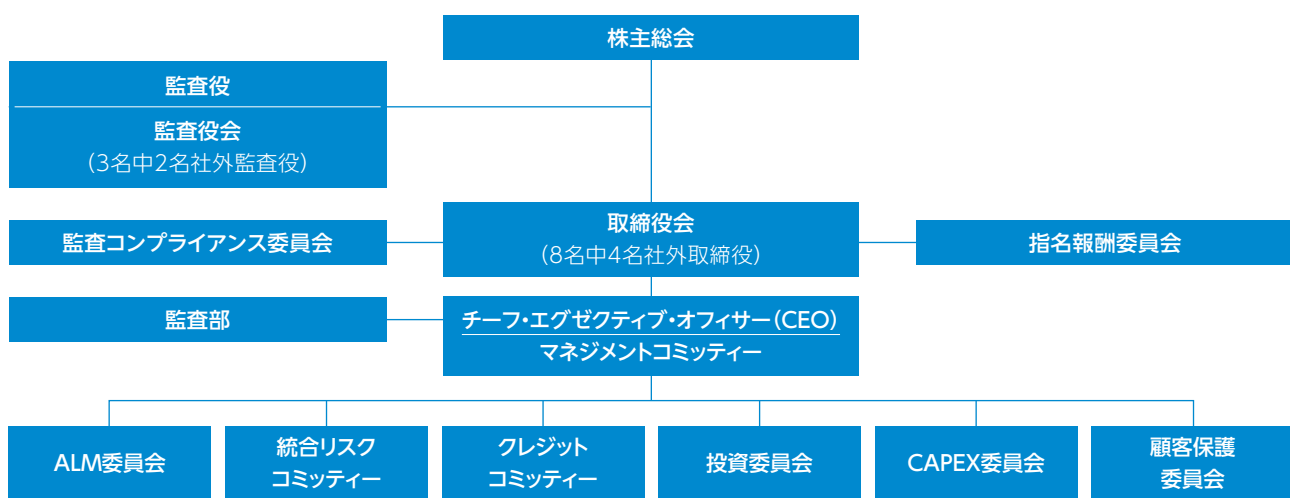 株主総会
監査役
監査役会
(3名中2名社外監査役)
取締役会
(8名中4名社外取締役)
監査コンプライアンス委員会
指名報酬委員会
監査部
チーフ・エグゼクティブ・オフィサー(CEO)
マネジメントコミッティー
ALM委員会
統合リスク
コミッティー
クレジット
コミッティー
投資委員会
CAPEX委員会
顧客保護
委員会